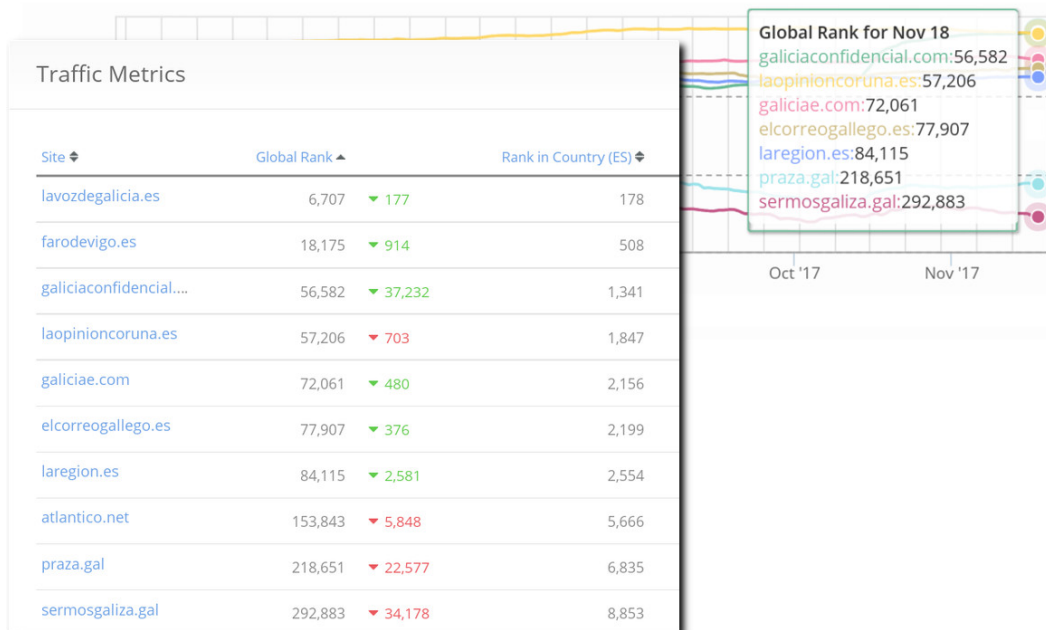 Global Rank for Nov 18
galiciaconfidencial.com:56,582
laopinioncoruna.es:57,206
galiciae.com:72,061
elcorreogallego.es:77,907
laregion.es:84,115
praza.gal:218,651
sermosgaliza.gal:292,883
Oct '17 Nov '17
Traffic Metrics
Site Global Rank Rank in Country (ES)
lavozdegalicia.es 6,707 177 178
farodevigo.es 18,175 914 508
galiciaconfidencial.... 56,582 37,232 1,341
laopinioncoruna.es 57,206 703 1,847
galiciae.com 72,061 480 2,156
elcorreogallego.es 77,907 376 2,199
laregion.es 84,115 2,581 2,554
atlantico.net 153,843 5,848 5,666
praza.gal 218,651 22,577 6,835
sermosgaliza.gal 292,883 34,178 8,853